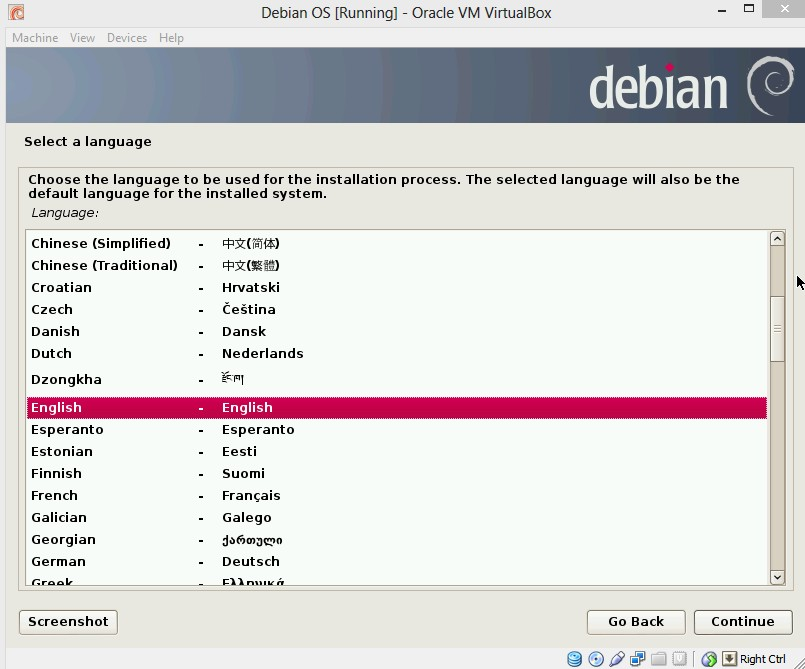 Debian OS [Running] - Oracle VM VirtualBox
Machine View Devices Help
debian
Select a language
Choose the language to be used for the installation process. The selected language will also be the
default language for the installed system.
Language:
Chinese (Simplified) - 中文(简体)
Chinese (Traditional) - 中文(繁體)
Croatian - Hrvatski
Czech - Čeština
Danish - Dansk
Dutch - Nederlands
Dzongkha - རྫོང་ཁ།
English - English
Esperanto - Esperanto
Estonian - Eesti
Finnish - Suomi
French - Français
Galician - Galego
Georgian - ქართული
German - Deutsch
Greek - Ελληνικά
Screenshot Go Back Continue
Right Ctrl